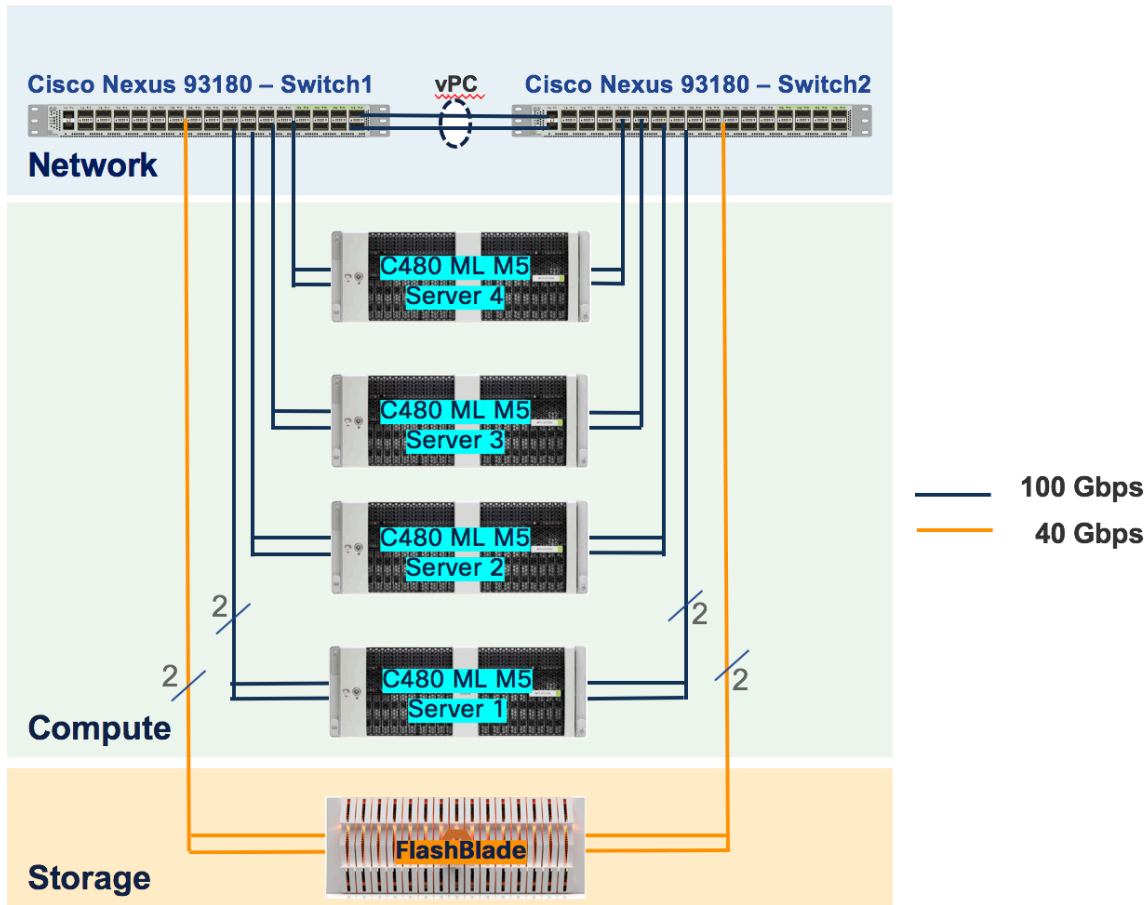 Cisco Nexus 93180 – Switch1
vPC
Cisco Nexus 93180 – Switch2
Network
C480 ML M5
Server 4
C480 ML M5
Server 3
100 Gbps
40 Gbps
C480 ML M5
Server 2
2
2
2
2
C480 ML M5
Server 1
Compute
FlashBlade
Storage